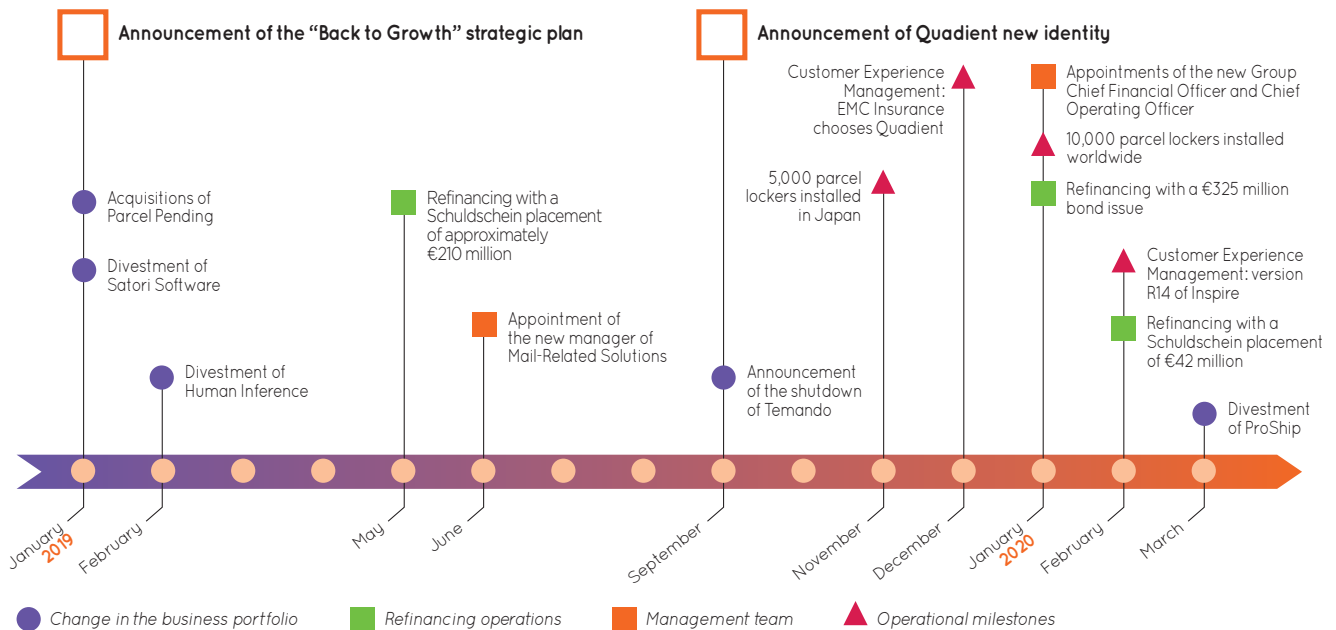 Announcement of the “Back to Growth” strategic plan
Announcement of Quadient new identity
Customer Experience
Management:
EMC Insurance
chooses Quadient
Appointments of the new Group
Chief Financial Officer and Chief
Operating Officer
10,000 parcel lockers installed
worldwide
Acquisitions of
Parcel Pending
Refinancing with a
Schuldschein placement
of approximately
€210 million
5,000 parcel
lockers installed
in Japan
Refinancing with a €325 million
bond issue
Divestment of
Satori Software
Customer Experience
Management: version
R14 of Inspire
Appointment of
the new manager of
Mail-Related Solutions
Refinancing with a
Schuldschein placement
of €42 million
Divestment of
Human Inference
Announcement
of the shutdown
of Temando
Divestment
of ProShip
January
2019
February
May
June
September
November
December
January
2020
February
March
Change in the business portfolio
Refinancing operations
Management team
Operational milestones